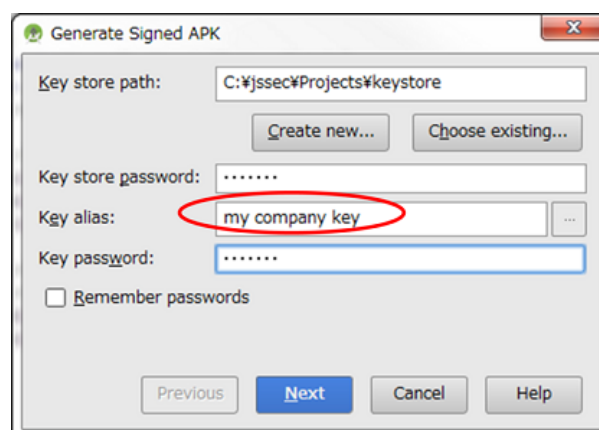 Generate Signed APK
Key store path: C:¥jssec¥Projects¥keystore
Create new... Choose existing...
Key store password: •••••••
Key alias: my company key ...
Key password: •••••••
Remember passwords
Previous Next Cancel Help